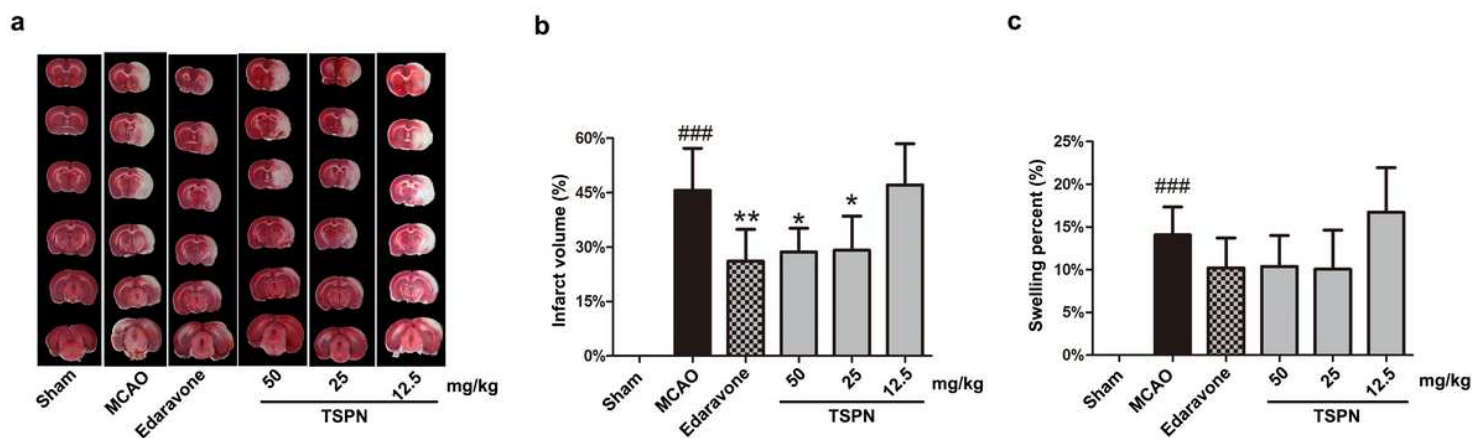 a
Sham
MCAO
Edaravone
50
25
12.5
mg/kg
TSPN
b
Infarct volume (%)
60%
45%
30%
15%
0%
###
**
*
*
Sham
MCAO
Edaravone
50
25
12.5
mg/kg
TSPN
c
Swelling percent (%)
25%
20%
15%
10%
5%
0%
###
Sham
MCAO
Edaravone
50
25
12.5
mg/kg
TSPN